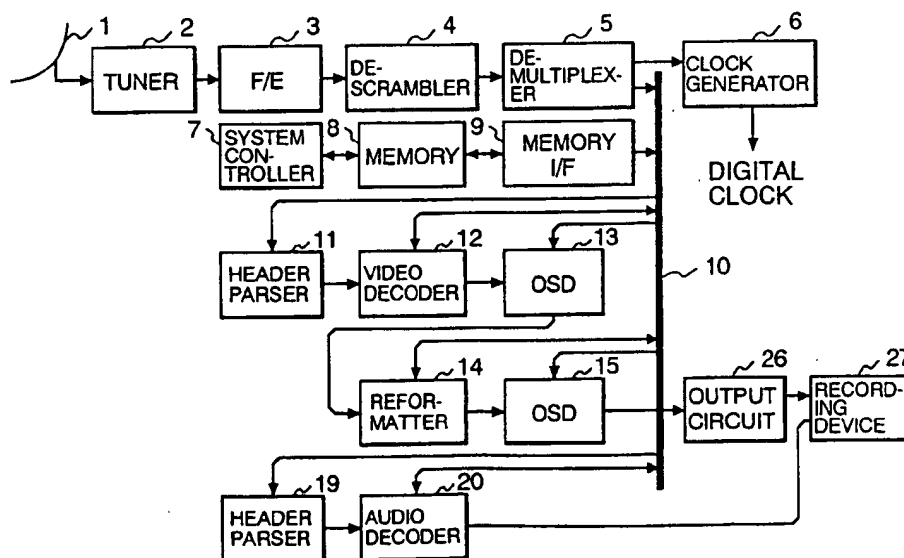 1
2
3
4
5
6
TUNER
F/E
DE-
SCRAMBLER
DE-
MULTIPLEX-
ER
CLOCK
GENERATOR
7
8
9
SYSTEM
CON-
TROLLER
MEMORY
MEMORY
I/F
DIGITAL
CLOCK
10
11
12
13
HEADER
PARSER
VIDEO
DECODER
OSD
14
15
26
27
REFOR-
MATTER
OSD
OUTPUT
CIRCUIT
RECORD-
ING
DEVICE
19
20
HEADER
PARSER
AUDIO
DECODER